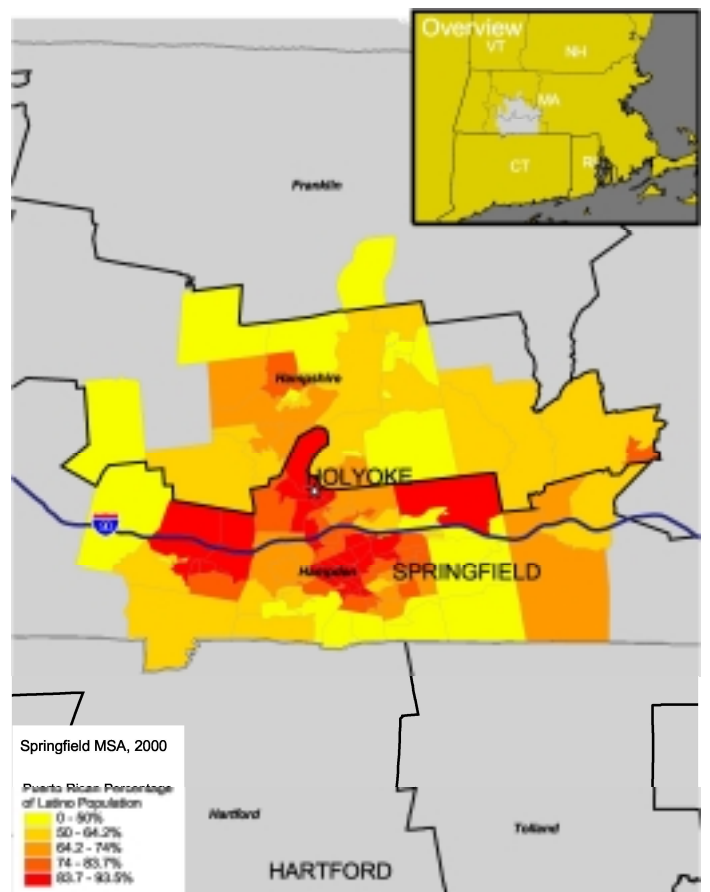 Overview
VT
NH
MA
CT
RI
Franklin
Hampshire
HOLYOKE
90
Hampden
SPRINGFIELD
Springfield MSA, 2000
Puerto Rican Percentage
of Latino Population
0 - 50%
50 - 64.2%
64.2 - 74%
74 - 83.7%
83.7 - 93.5%
Hartford
Tolland
HARTFORD